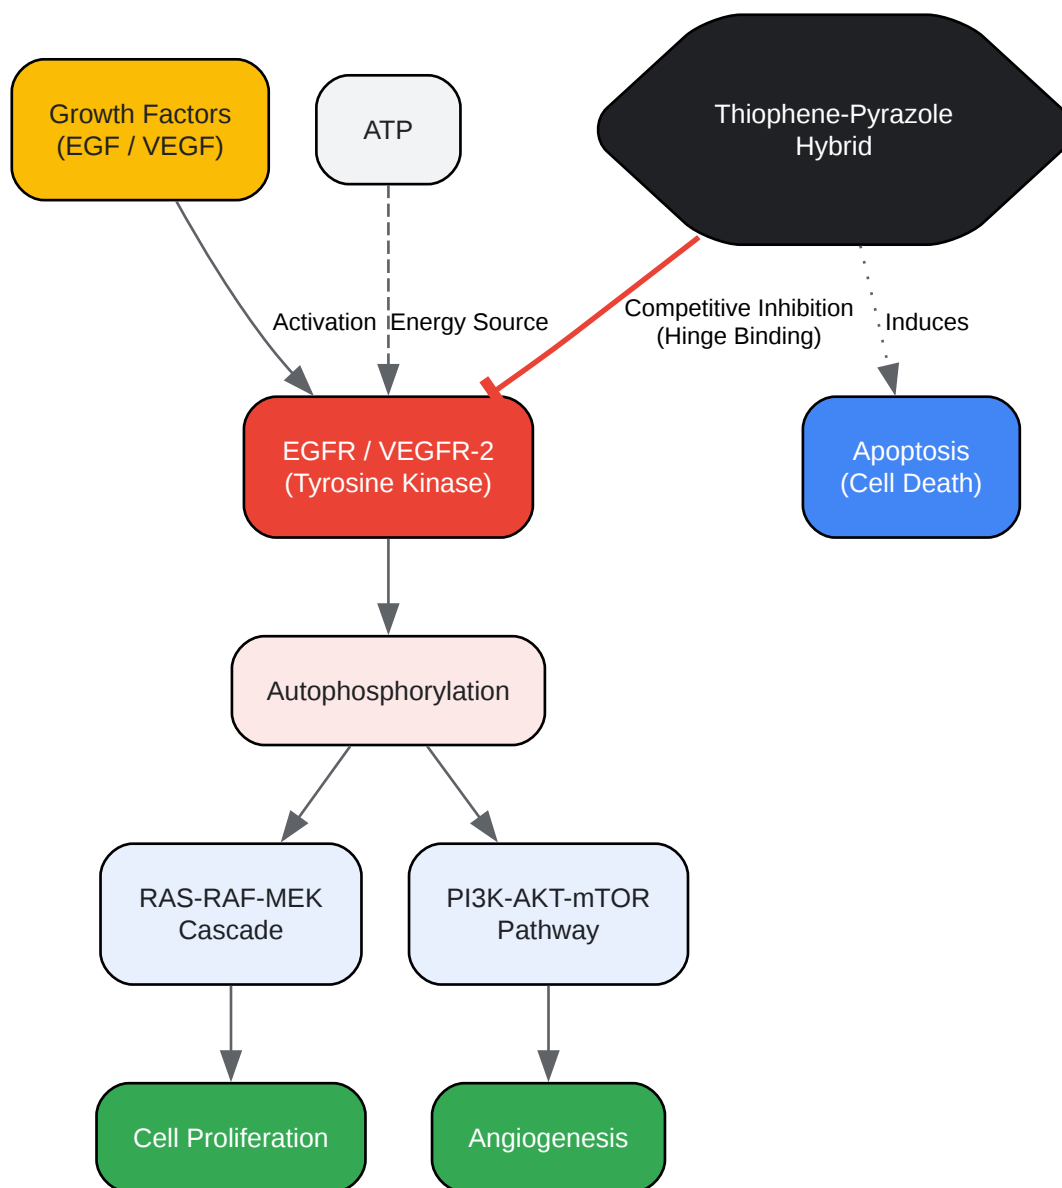 Growth Factors
(EGF / VEGF)
ATP
Thiophene-Pyrazole
Hybrid
Activation
Energy Source
Competitive Inhibition
(Hinge Binding)
Induces
EGFR / VEGFR-2
(Tyrosine Kinase)
Apoptosis
(Cell Death)
Autophosphorylation
RAS-RAF-MEK
Cascade
PI3K-AKT-mTOR
Pathway
Cell Proliferation
Angiogenesis